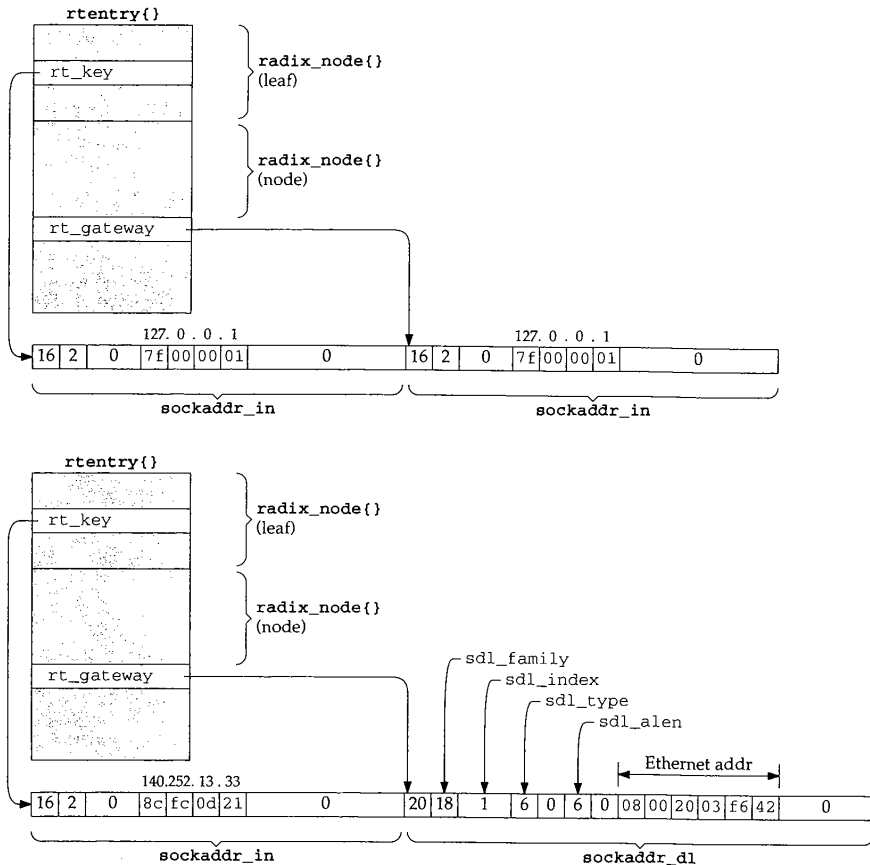 rtentry{}
rt_key
radix_node{}
(leaf)
radix_node{}
(node)
rt_gateway
127. 0 . 0 . 1
127. 0 . 0 . 1
16 2 0 7f 00 00 01 0 16 2 0 7f 00 00 01 0
sockaddr_in
sockaddr_in
rtentry{}
rt_key
radix_node{}
(leaf)
radix_node{}
(node)
rt_gateway
sdl_family
sdl_index
sdl_type
sdl_alen
Ethernet addr
140.252. 13 . 33
16 2 0 8c fc 0d 21 0 20 18 1 6 0 6 0 08 00 20 03 f6 42 0
sockaddr_in
sockaddr_dl